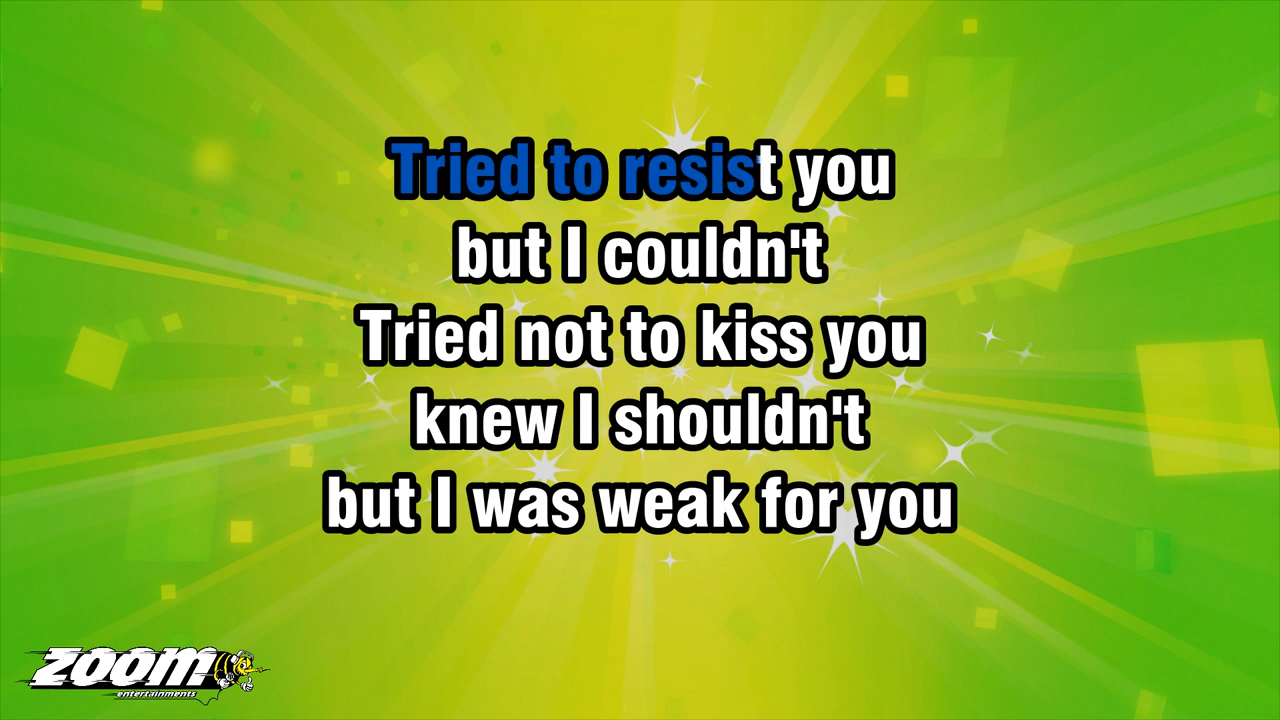 Tried to resist you
but I couldn't
Tried not to kiss you
knew I shouldn't
but I was weak for you
ZOOM
entertainments